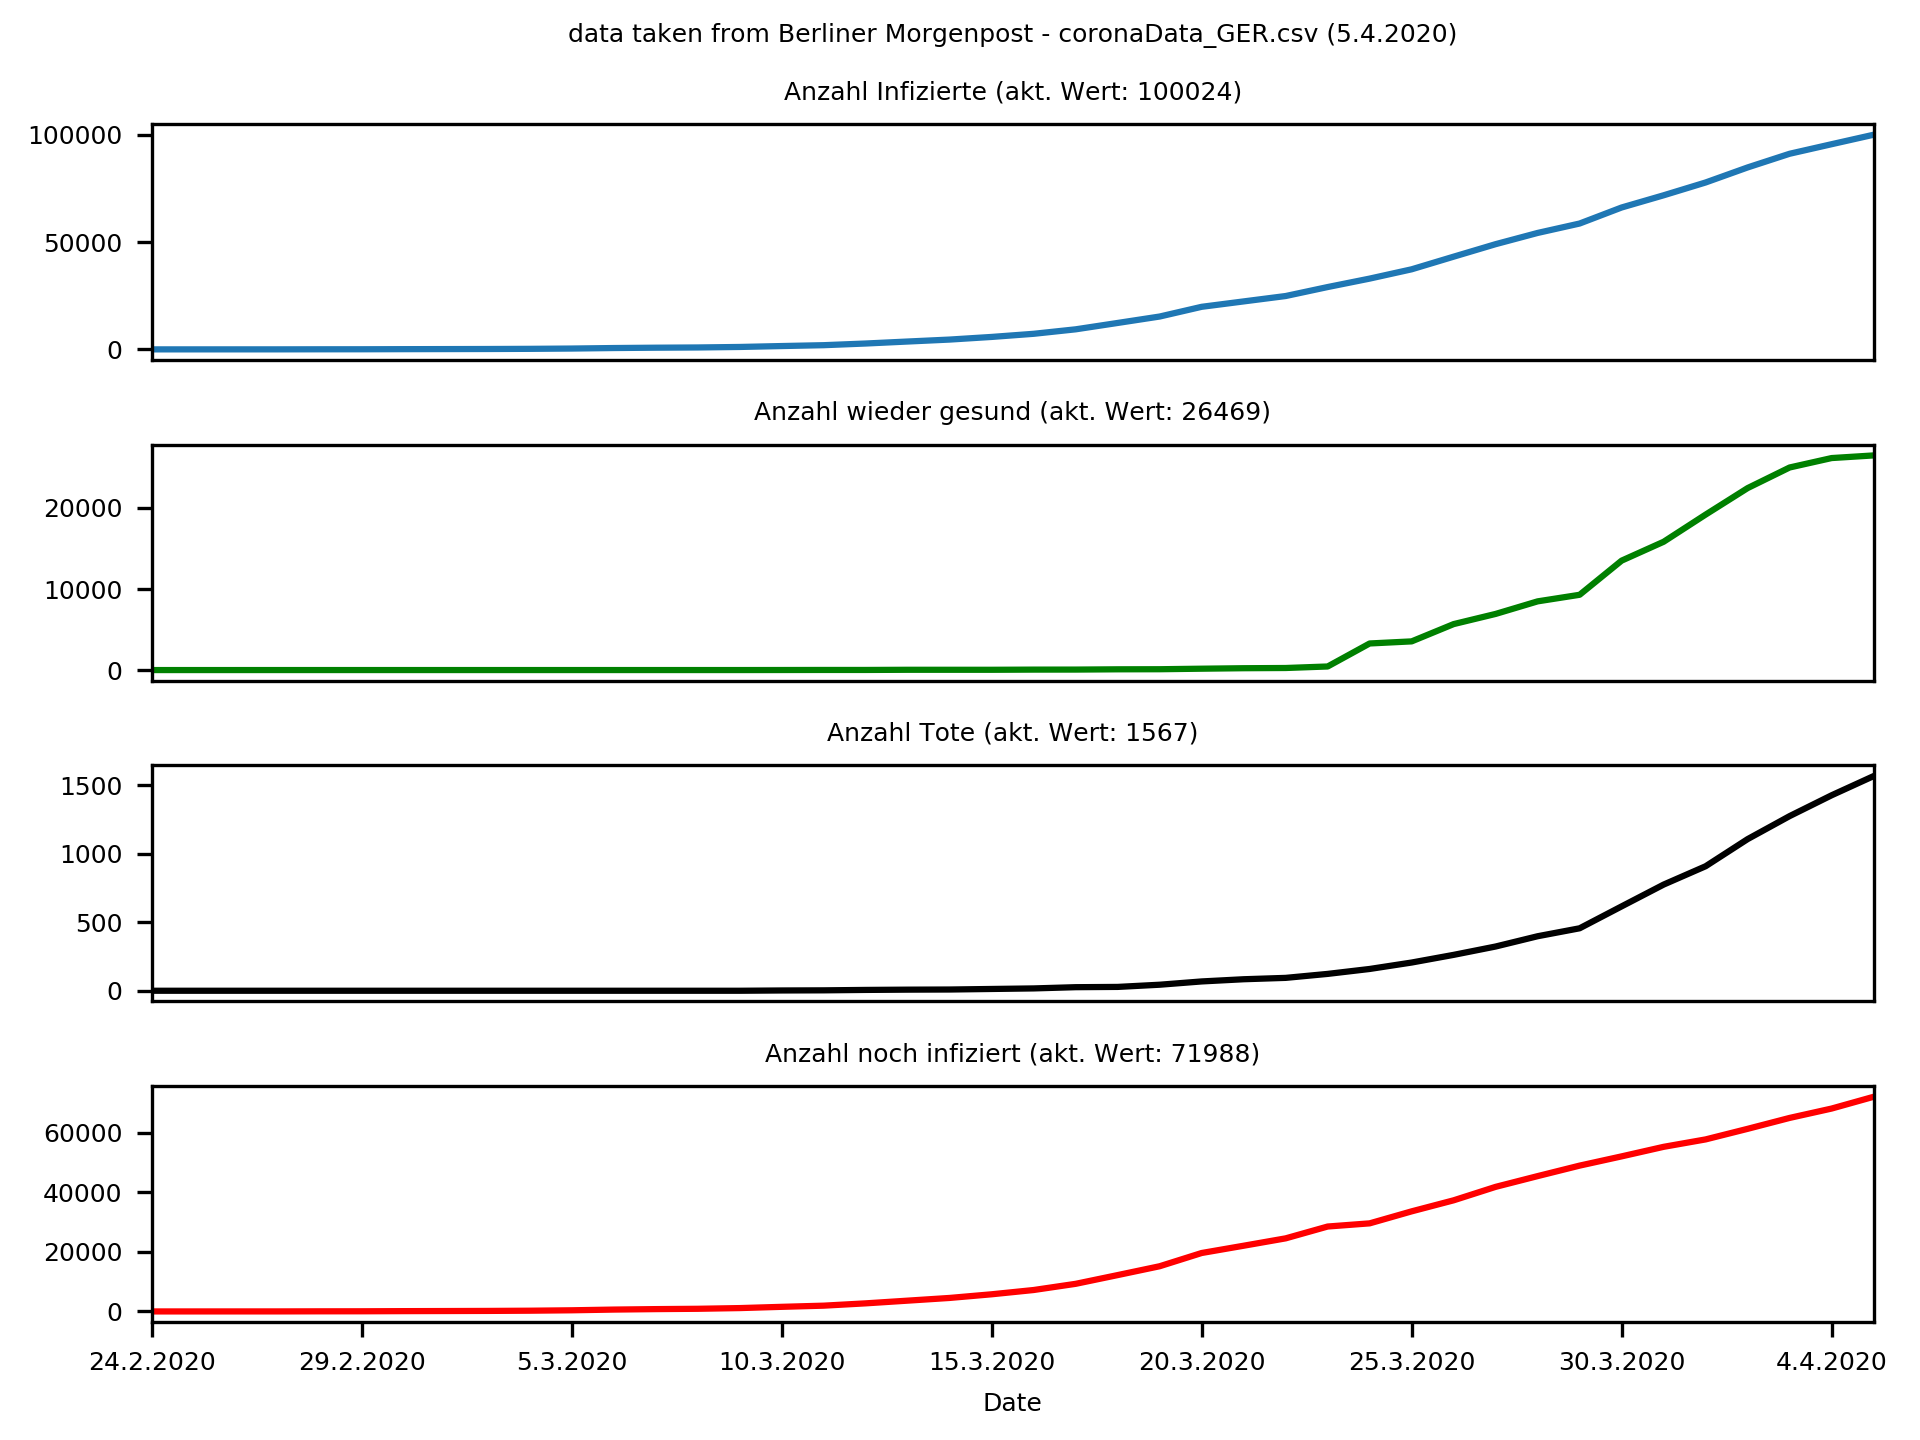 data taken from Berliner Morgenpost - coronaData_GER.csv (5.4.2020)
Anzahl Infizierte (akt. Wert: 100024)
100000
50000
0
Anzahl wieder gesund (akt. Wert: 26469)
20000
10000
0
Anzahl Tote (akt. Wert: 1567)
1500
1000
500
0
Anzahl noch infiziert (akt. Wert: 71988)
60000
40000
20000
0
24.2.2020 29.2.2020 5.3.2020 10.3.2020 15.3.2020 20.3.2020 25.3.2020 30.3.2020 4.4.2020
Date